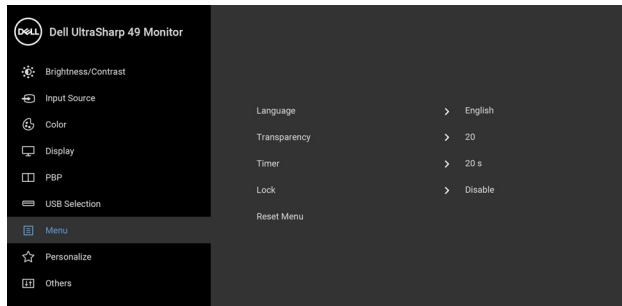 DELL Dell UltraSharp 49 Monitor
Brightness/Contrast
Input Source
Color
Display
PBP
USB Selection
Menu
Personalize
Others
Language English
Transparency 20
Timer 20 s
Lock Disable
Reset Menu